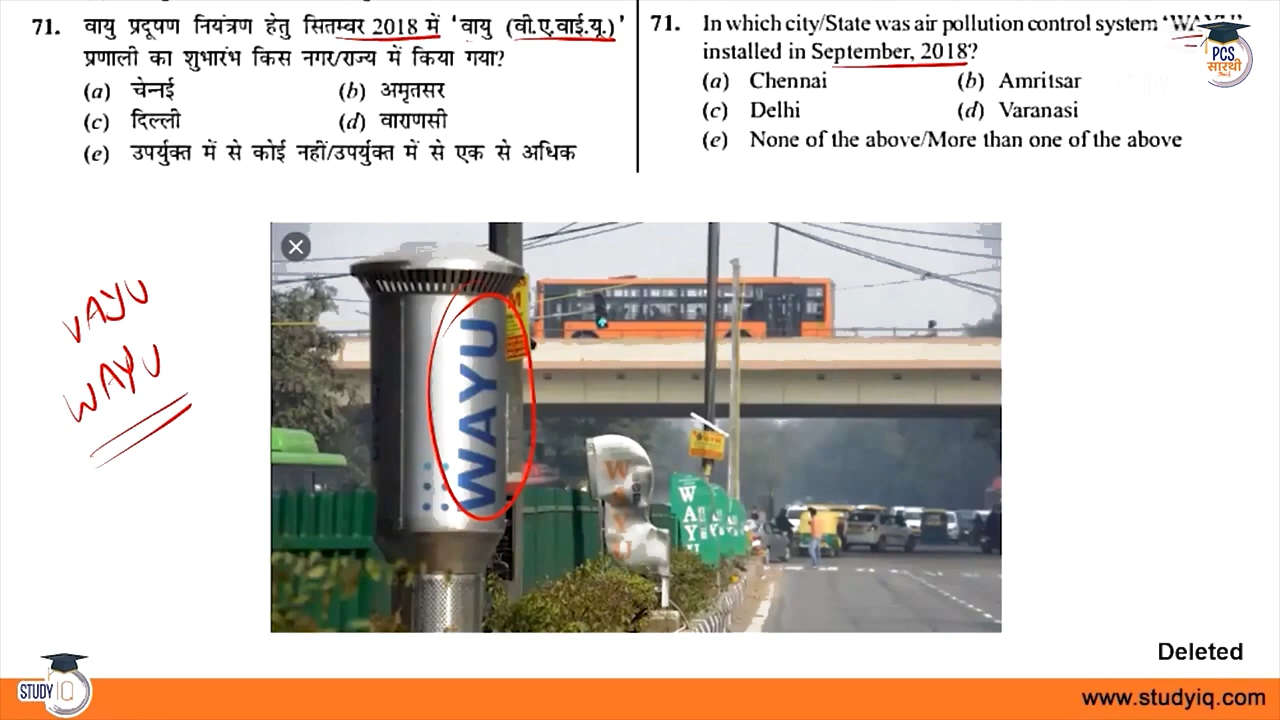 71. वायु प्रदूषण नियंत्रण हेतु सितम्बर 2018 में 'वायु (वी.ए.वाई.यू.)'
प्रणाली का शुभारंभ किस नगर/राज्य में किया गया?
(a) चेन्नई (b) अमृतसर
(c) दिल्ली (d) वाराणसी
(e) उपर्युक्त में से कोई नहीं/उपर्युक्त में से एक से अधिक
71. In which city/State was air pollution control system 'WAYU'
installed in September, 2018?
(a) Chennai (b) Amritsar
(c) Delhi (d) Varanasi
(e) None of the above/More than one of the above
PCS
सारथी
VAYU
WAYU
WAYU
WAYU
WAYU
Deleted
STUDY IQ
www.studyiq.com